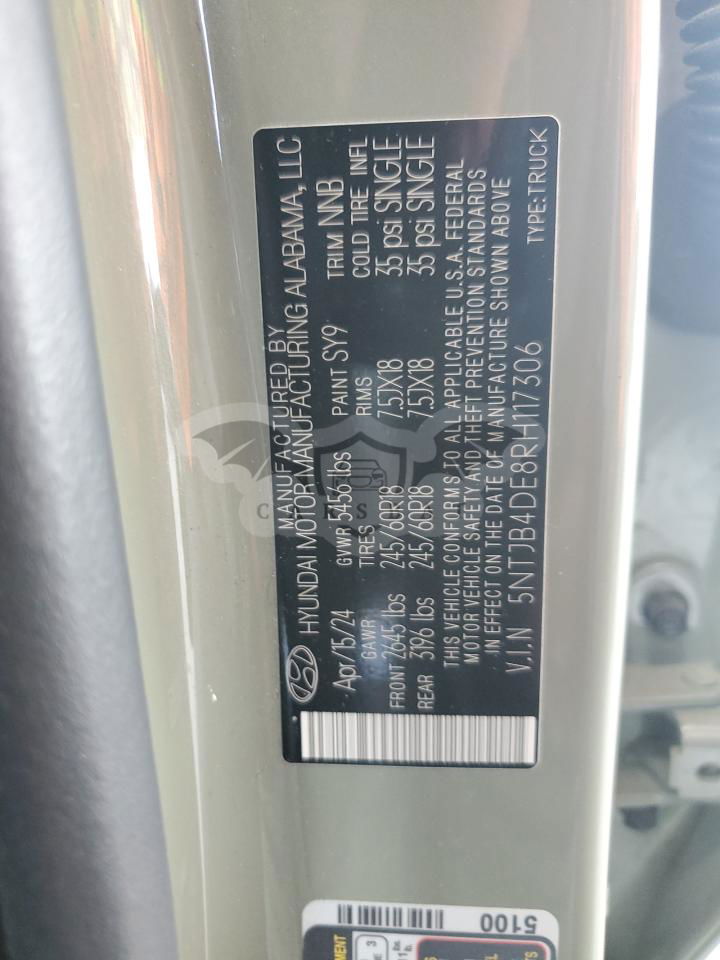 MANUFACTURED BY
HYUNDAI MOTOR MANUFACTURING ALABAMA, LLC
Apr/15/24 GVWR 5456 lbs PAINT SY9 TRIM NNB
GAWR TIRES RIMS COLD TIRE INFL
FRONT 2645 lbs 245/60R18 7.5JX18 35 psi SINGLE
REAR 3196 lbs 245/60R18 7.5JX18 35 psi SINGLE
THIS VEHICLE CONFORMS TO ALL APPLICABLE U.S.A. FEDERAL
MOTOR VEHICLE SAFETY AND THEFT PREVENTION STANDARDS
IN EFFECT ON THE DATE OF MANUFACTURE SHOWN ABOVE
V.I.N 5NTJB4DE8RH117306 TYPE:TRUCK
5100
3